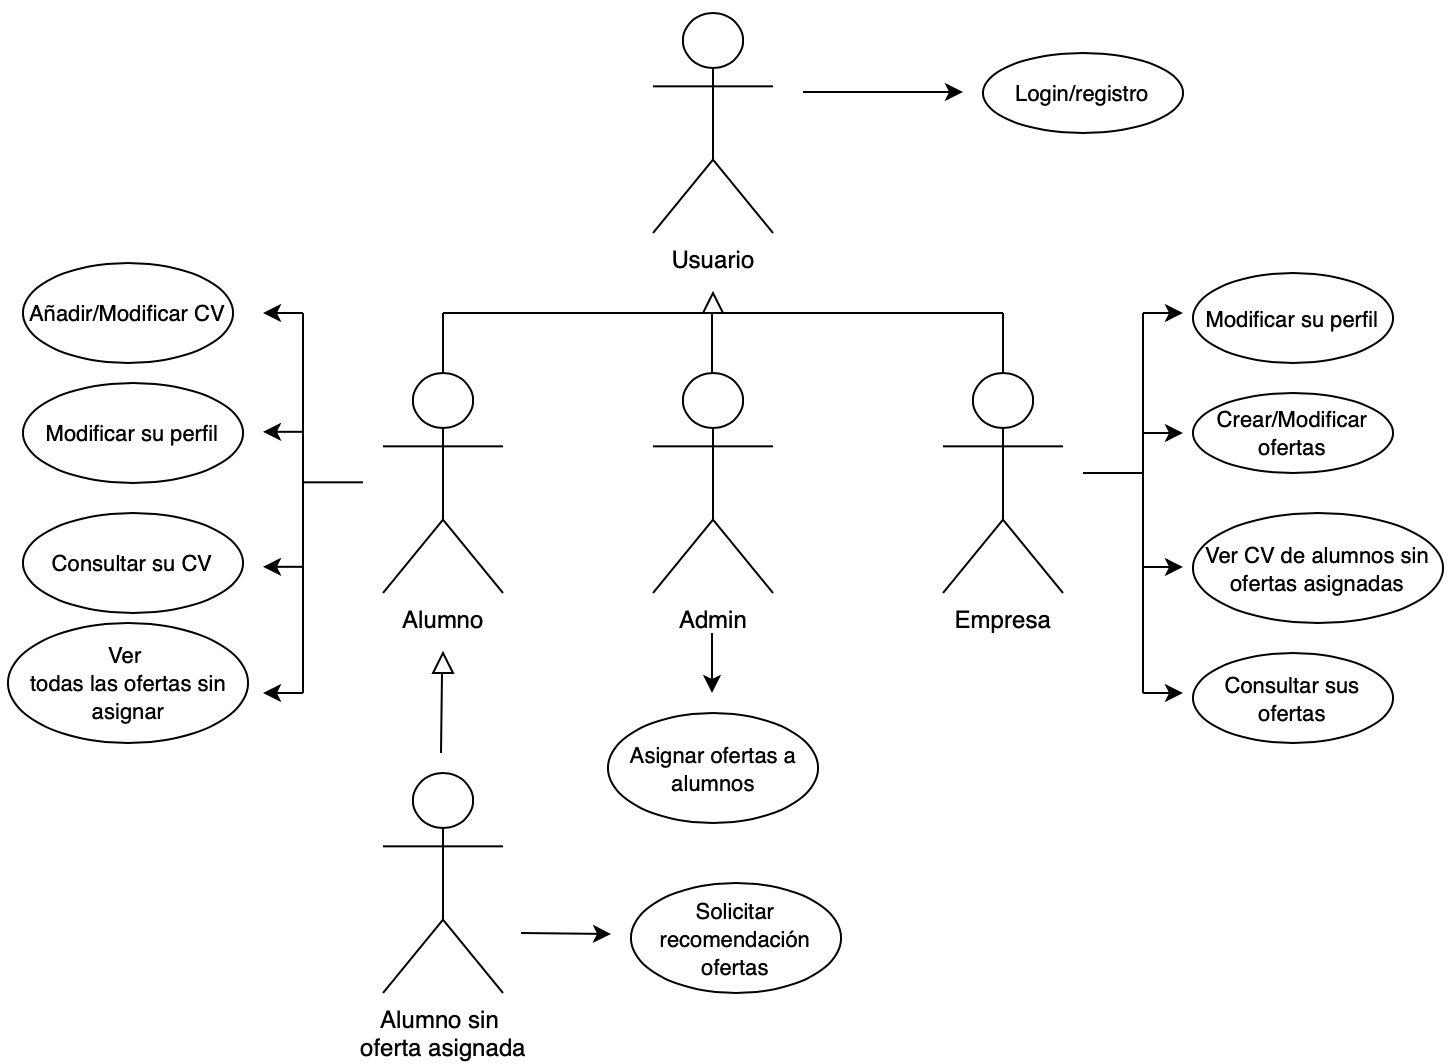 Login/registro
Usuario
Añadir/Modificar CV
Modificar su perfil
Modificar su perfil
Crear/Modificar
ofertas
Consultar su CV
Ver CV de alumnos sin
ofertas asignadas
Alumno
Admin
Empresa
Ver
todas las ofertas sin
asignar
Consultar sus
ofertas
Asignar ofertas a
alumnos
Solicitar
recomendación
ofertas
Alumno sin
oferta asignada